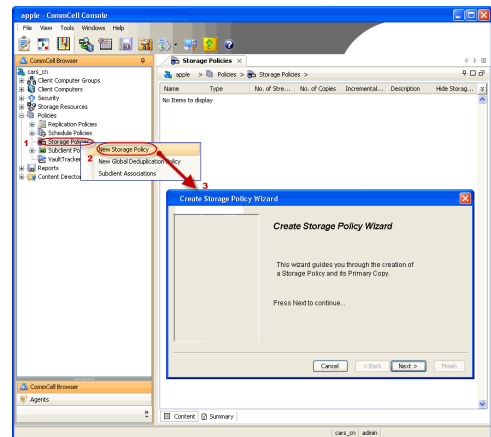 apple - CommCell Console
File View Tools Windows Help
CommCell Browser
cars_cn
Client Computer Groups
Client Computers
Security
Storage Resources
Policies
Replication Policies
Schedule Policies
1 Storage Policies
Subclient Po
VaultTracker
Reports
Content Director
2 New Storage Policy
New Global Deduplication Policy
Subclient Associations
Storage Policies
apple > Policies > Storage Policies >
Name Type No. of Stre... No. of Copies Incremental... Description Hide Storag...
No Items to display
3
Create Storage Policy Wizard
Create Storage Policy Wizard
This wizard guides you through the creation of
a Storage Policy and its Primary Copy.
Press Next to continue...
Cancel < Back Next > Finish
CommCell Browser
Agents
Content Summary
cars_cn admin